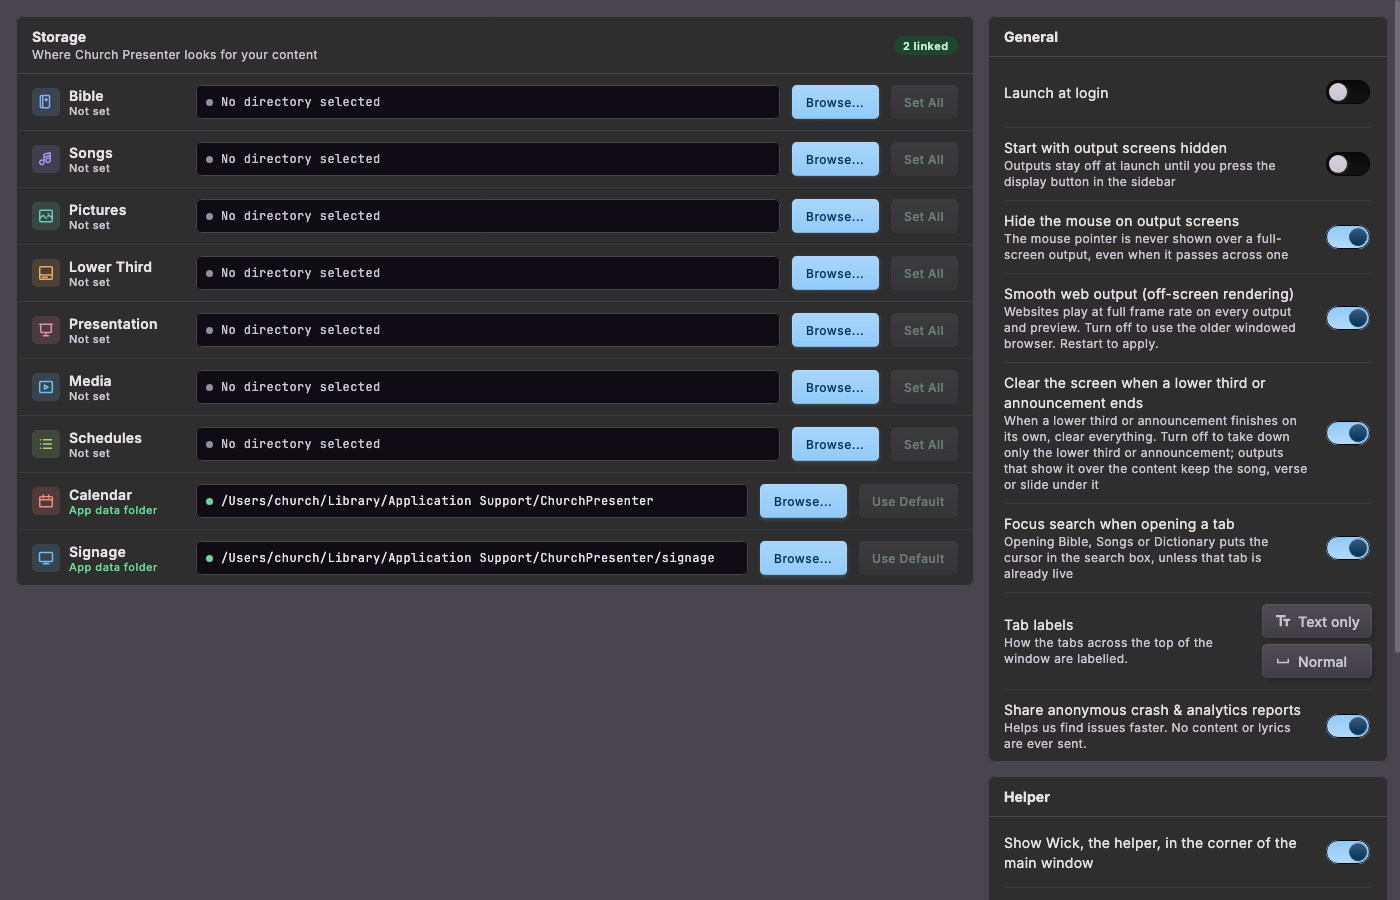 Storage
Where Church Presenter looks for your content
2 linked
Bible
Not set
No directory selected
Browse...
Set All
Songs
Not set
No directory selected
Browse...
Set All
Pictures
Not set
No directory selected
Browse...
Set All
Lower Third
Not set
No directory selected
Browse...
Set All
Presentation
Not set
No directory selected
Browse...
Set All
Media
Not set
No directory selected
Browse...
Set All
Schedules
Not set
No directory selected
Browse...
Set All
Calendar
App data folder
/Users/church/Library/Application Support/ChurchPresenter
Browse...
Use Default
Signage
App data folder
/Users/church/Library/Application Support/ChurchPresenter/signage
Browse...
Use Default
General
Launch at login
Start with output screens hidden
Outputs stay off at launch until you press the
display button in the sidebar
Hide the mouse on output screens
The mouse pointer is never shown over a full-
screen output, even when it passes across one
Smooth web output (off-screen rendering)
Websites play at full frame rate on every output
and preview. Turn off to use the older windowed
browser. Restart to apply.
Clear the screen when a lower third or
announcement ends
When a lower third or announcement finishes on
its own, clear everything. Turn off to take down
only the lower third or announcement; outputs
that show it over the content keep the song, verse
or slide under it
Focus search when opening a tab
Opening Bible, Songs or Dictionary puts the
cursor in the search box, unless that tab is
already live
Tab labels
How the tabs across the top of the
window are labelled.
Text only
Normal
Share anonymous crash & analytics reports
Helps us find issues faster. No content or lyrics
are ever sent.
Helper
Show Wick, the helper, in the corner of the
main window